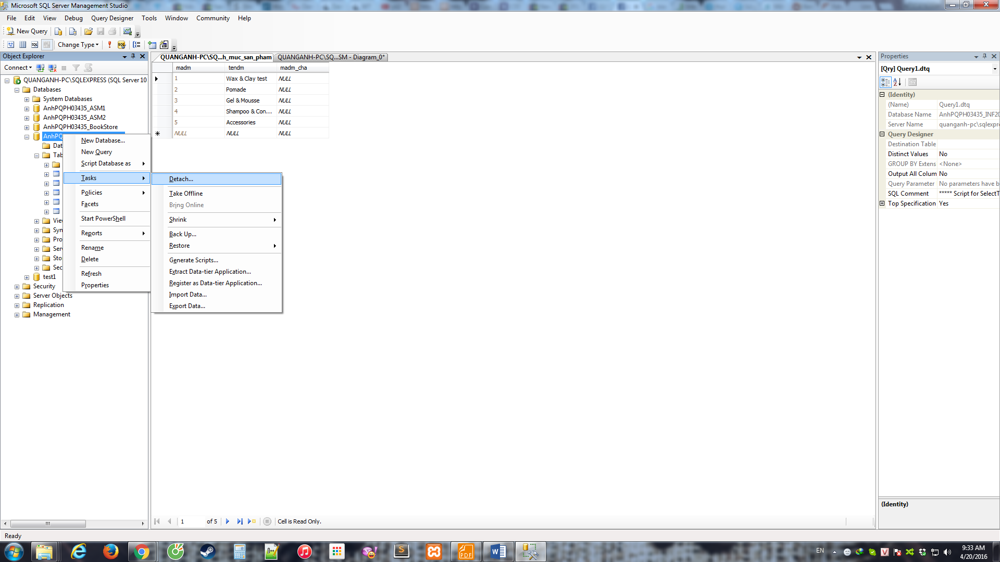 Microsoft SQL Server Management Studio
File Edit View Debug Query Designer Tools Window Community Help
New Query
Change Type
Object Explorer
Connect
QUANGANH-PC\SQLEXPRESS (SQL Server 10
Databases
System Databases
AnhPQPH03435_ASM1
AnhPQPH03435_ASM2
AnhPQPH03435_BookStore
AnhPQ
Dat
Tab
Viev
Syn
Pro
Serv
Sto
Sec
test1
Security
Server Objects
Replication
Management
New Database...
New Query
Script Database as
Tasks
Policies
Facets
Start PowerShell
Reports
Rename
Delete
Refresh
Properties
Detach...
Take Offline
Bring Online
Shrink
Back Up...
Restore
Generate Scripts...
Extract Data-tier Application...
Register as Data-tier Application...
Import Data...
Export Data...
QUANGANH-PC\SQ...h_muc_san_pham QUANGANH-PC\SQ...SM - Diagram_0*
madm tendm madm_cha
1 Wax & Clay test NULL
2 Pomade NULL
3 Gel & Mousse NULL
4 Shampoo & Con... NULL
5 Accessories NULL
NULL NULL NULL
1 of 5 Cell is Read Only.
Properties
[Qry] Query1.dtq
(Identity)
(Name) Query1.dtq
Database Name AnhPQPH03435_INF20
Server Name quanganh-pc\sqlexpre
Query Designer
Destination Table
Distinct Values No
GROUP BY Extens <None>
Output All Colum No
Query Parameter No parameters have b
SQL Comment ***** Script for SelectT
Top Specification Yes
(Identity)
Ready
EN
9:33 AM
4/20/2016